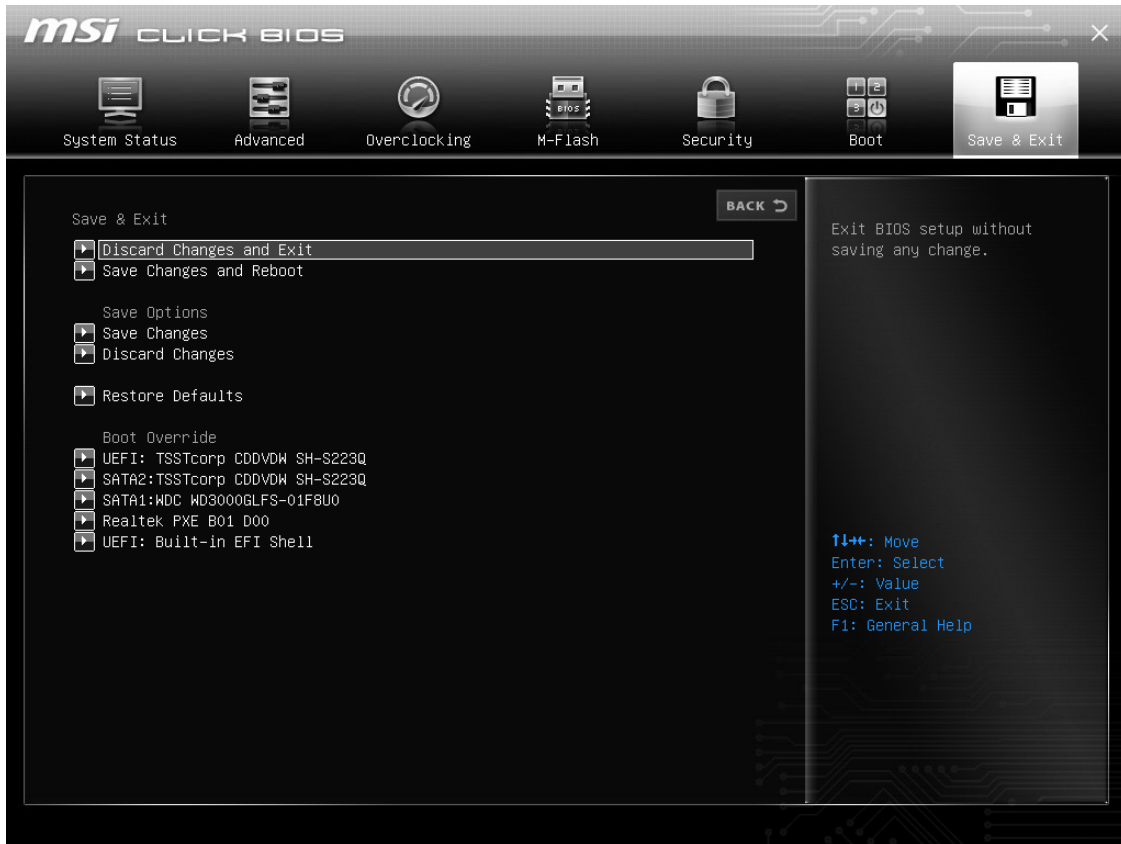 msi CLICK BIOS
System Status
Advanced
Overclocking
BIOS
M-Flash
Security
1 2
3
Boot
Save & Exit
Save & Exit
BACK
Discard Changes and Exit
Save Changes and Reboot
Save Options
Save Changes
Discard Changes
Restore Defaults
Boot Override
UEFI: TSSTcorp CDDVDW SH-S223Q
SATA2:TSSTcorp CDDVDW SH-S223Q
SATA1:WDC WD3000GLFS-01F8U0
Realtek PXE B01 D00
UEFI: Built-in EFI Shell
Exit BIOS setup without
saving any change.
↑↓→←: Move
Enter: Select
+/-: Value
ESC: Exit
F1: General Help